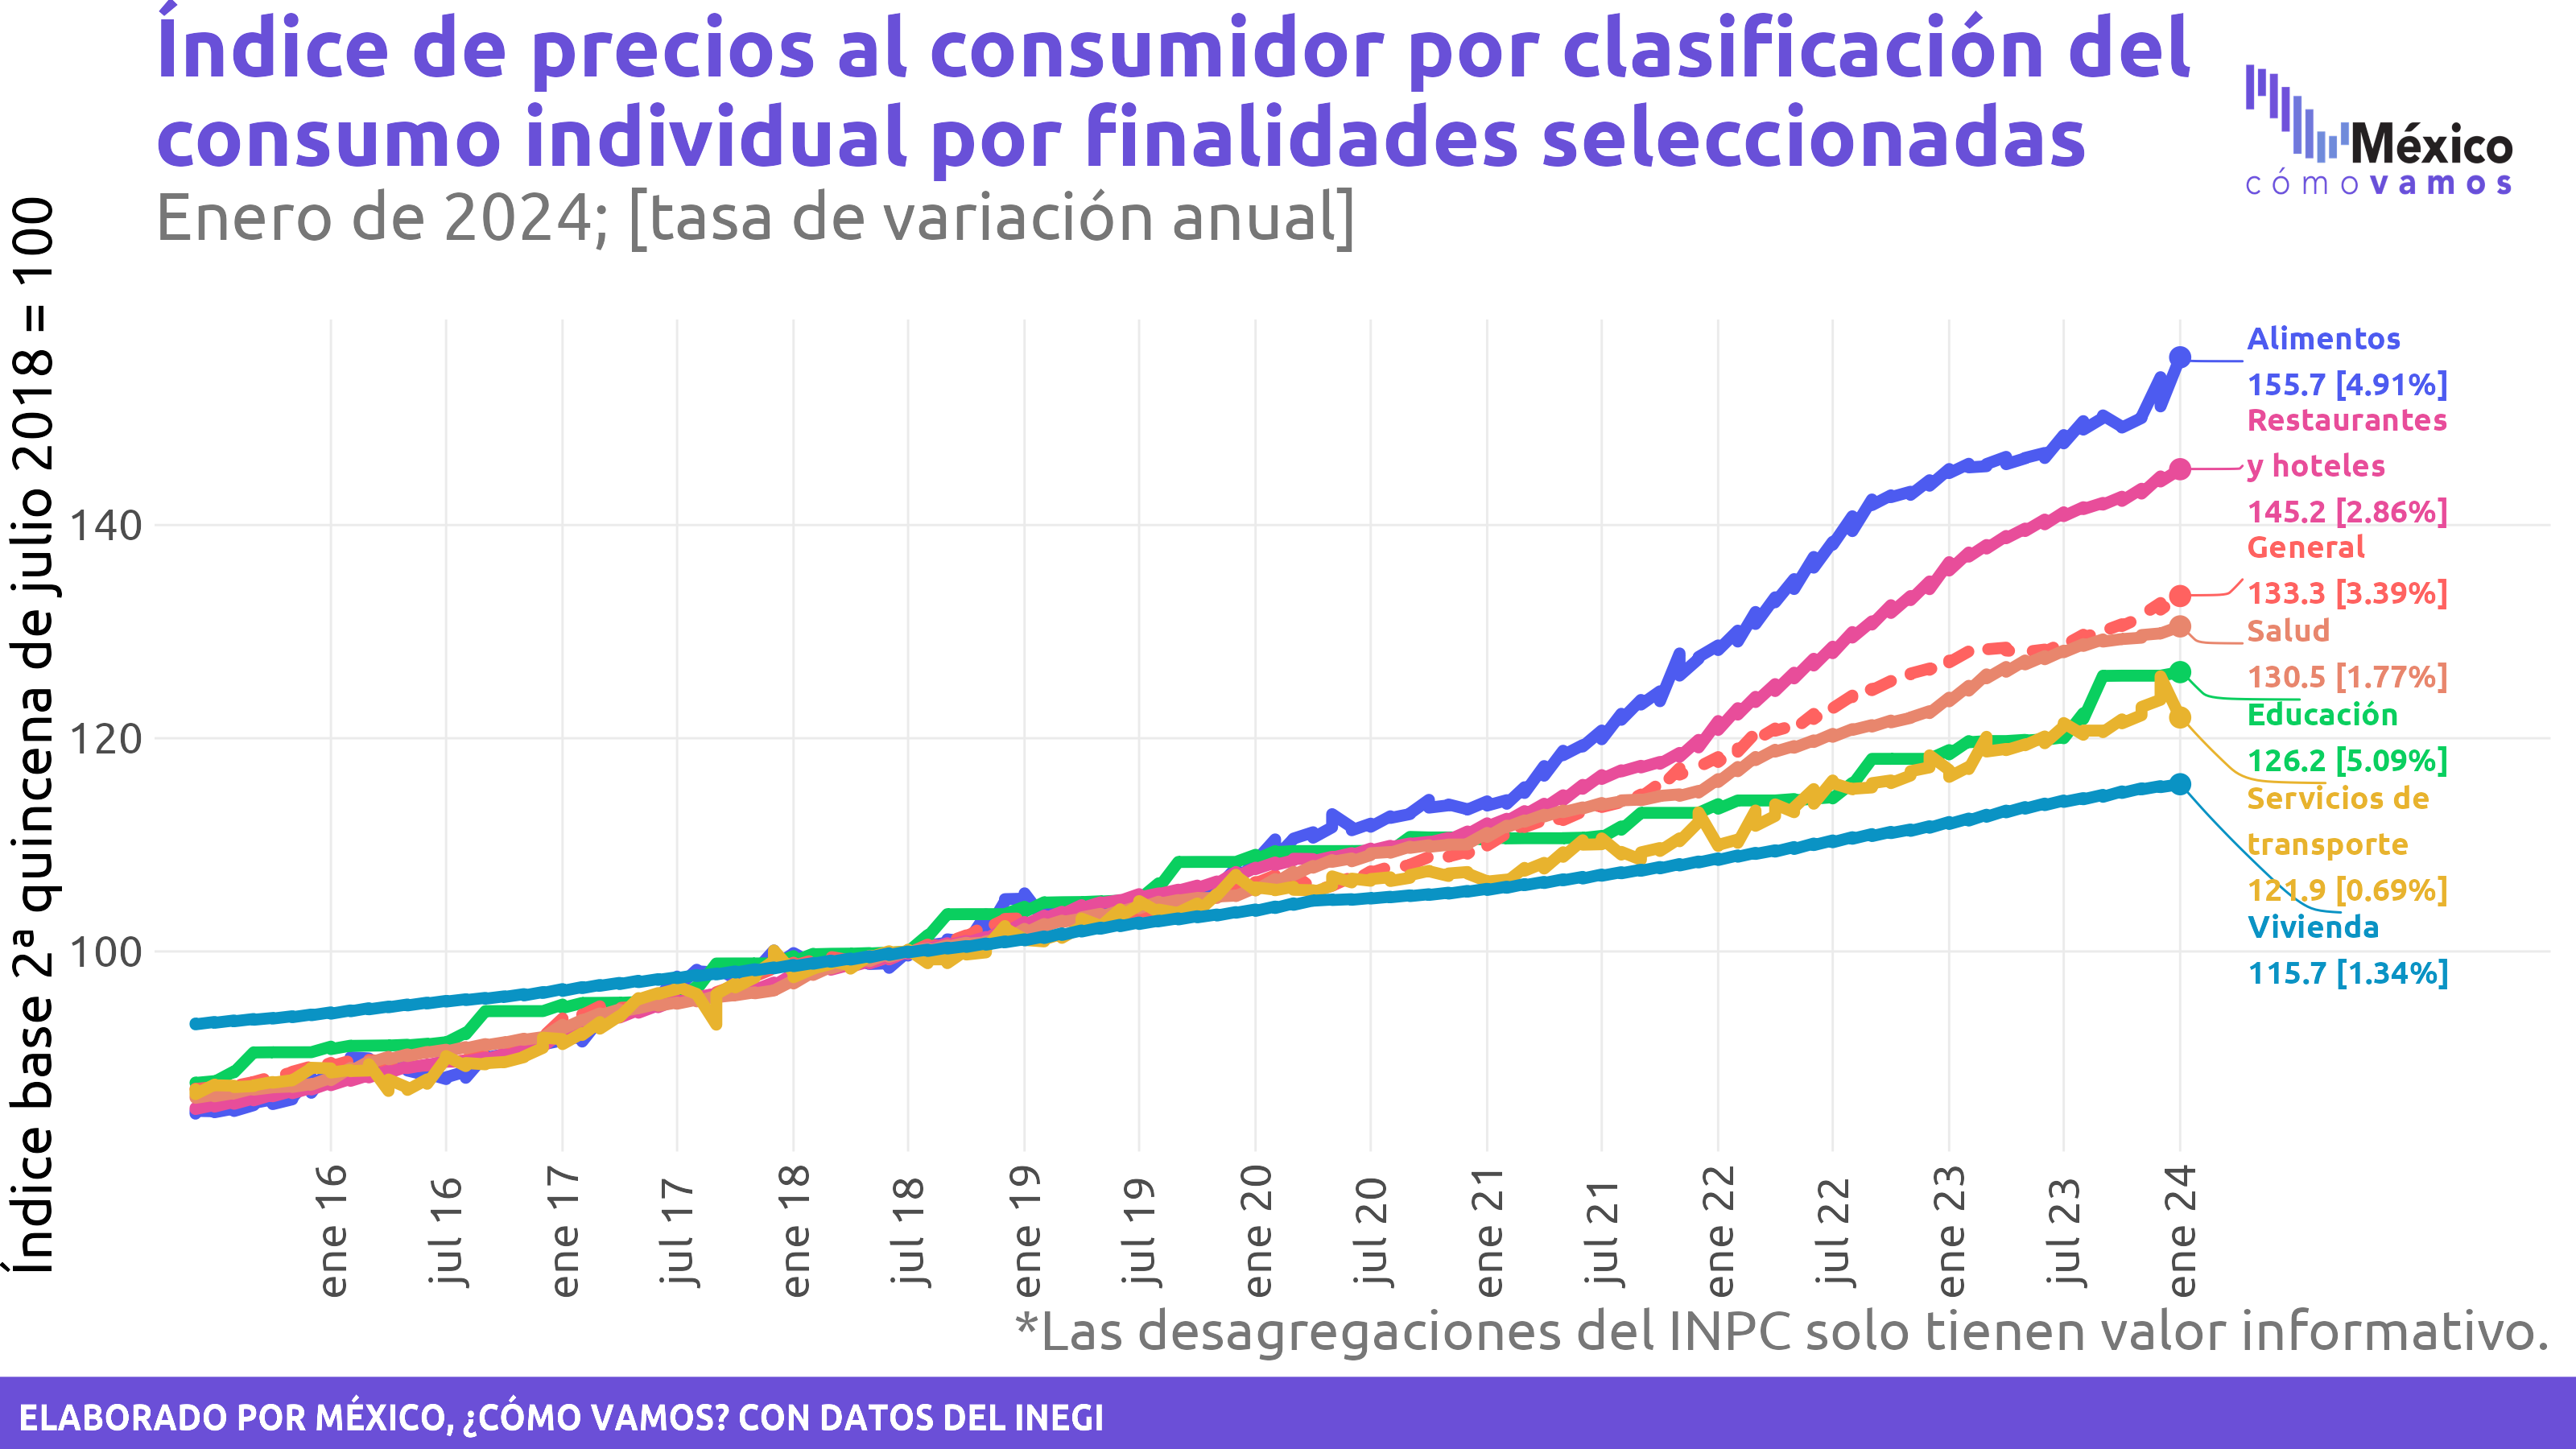 Índice de precios al consumidor por clasificación del
consumo individual por finalidades seleccionadas
Enero de 2024; [tasa de variación anual]
México
cómovamos
Índice base 2ª quincena de julio 2018 = 100
140
120
100
Alimentos
155.7 [4.91%]
Restaurantes
y hoteles
145.2 [2.86%]
General
133.3 [3.39%]
Salud
130.5 [1.77%]
Educación
126.2 [5.09%]
Servicios de
transporte
121.9 [0.69%]
Vivienda
115.7 [1.34%]
ene 16
jul 16
ene 17
jul 17
ene 18
jul 18
ene 19
jul 19
ene 20
jul 20
ene 21
jul 21
ene 22
jul 22
ene 23
jul 23
ene 24
*Las desagregaciones del INPC solo tienen valor informativo.
ELABORADO POR MÉXICO, ¿CÓMO VAMOS? CON DATOS DEL INEGI